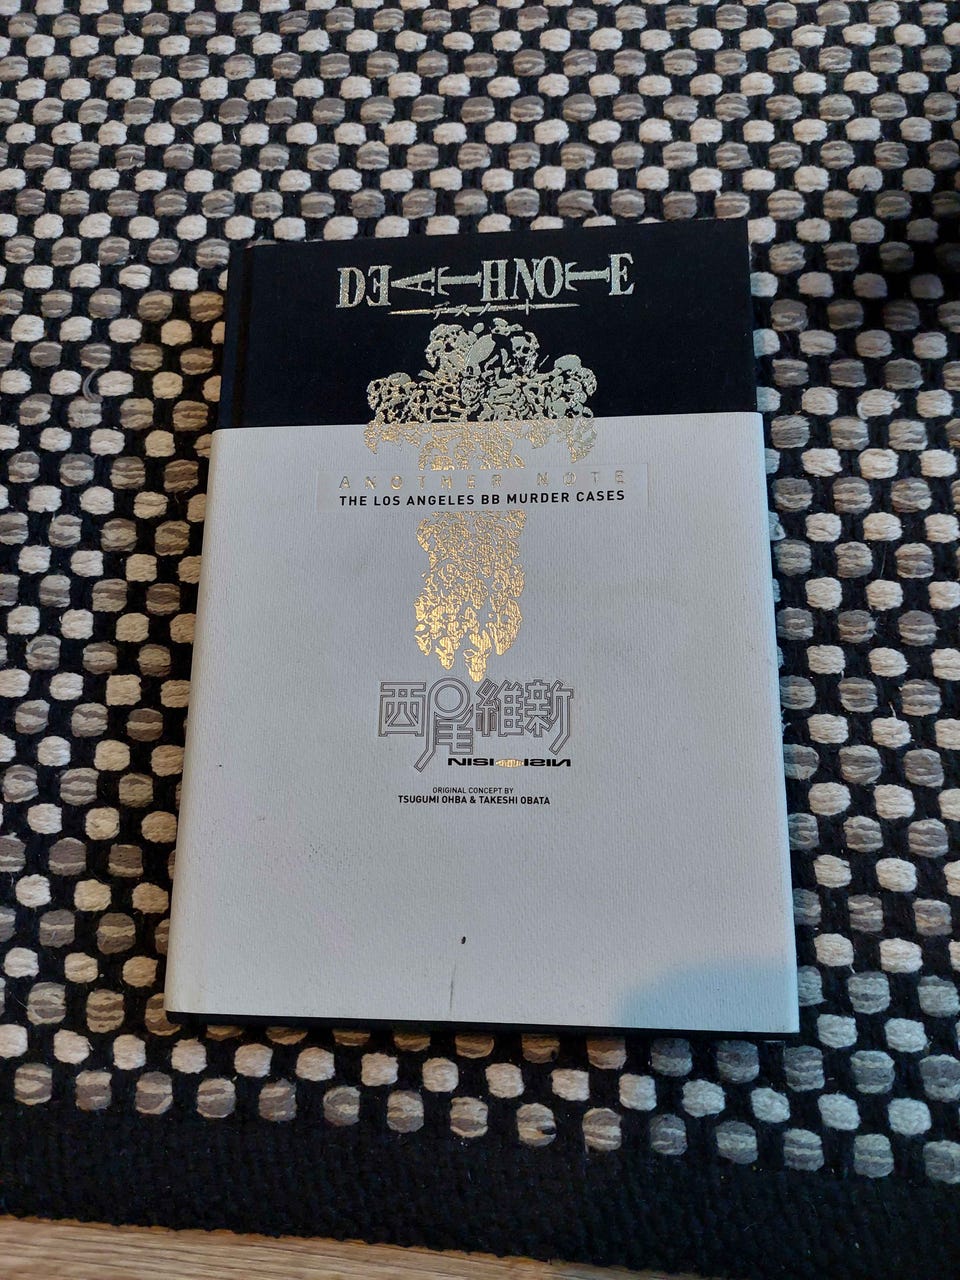 DEATH NOTE
デスノート
ANOTHER NOTE
THE LOS ANGELES BB MURDER CASES
西尾維新
NISIOISIN
ORIGINAL CONCEPT BY
TSUGUMI OHBA & TAKESHI OBATA